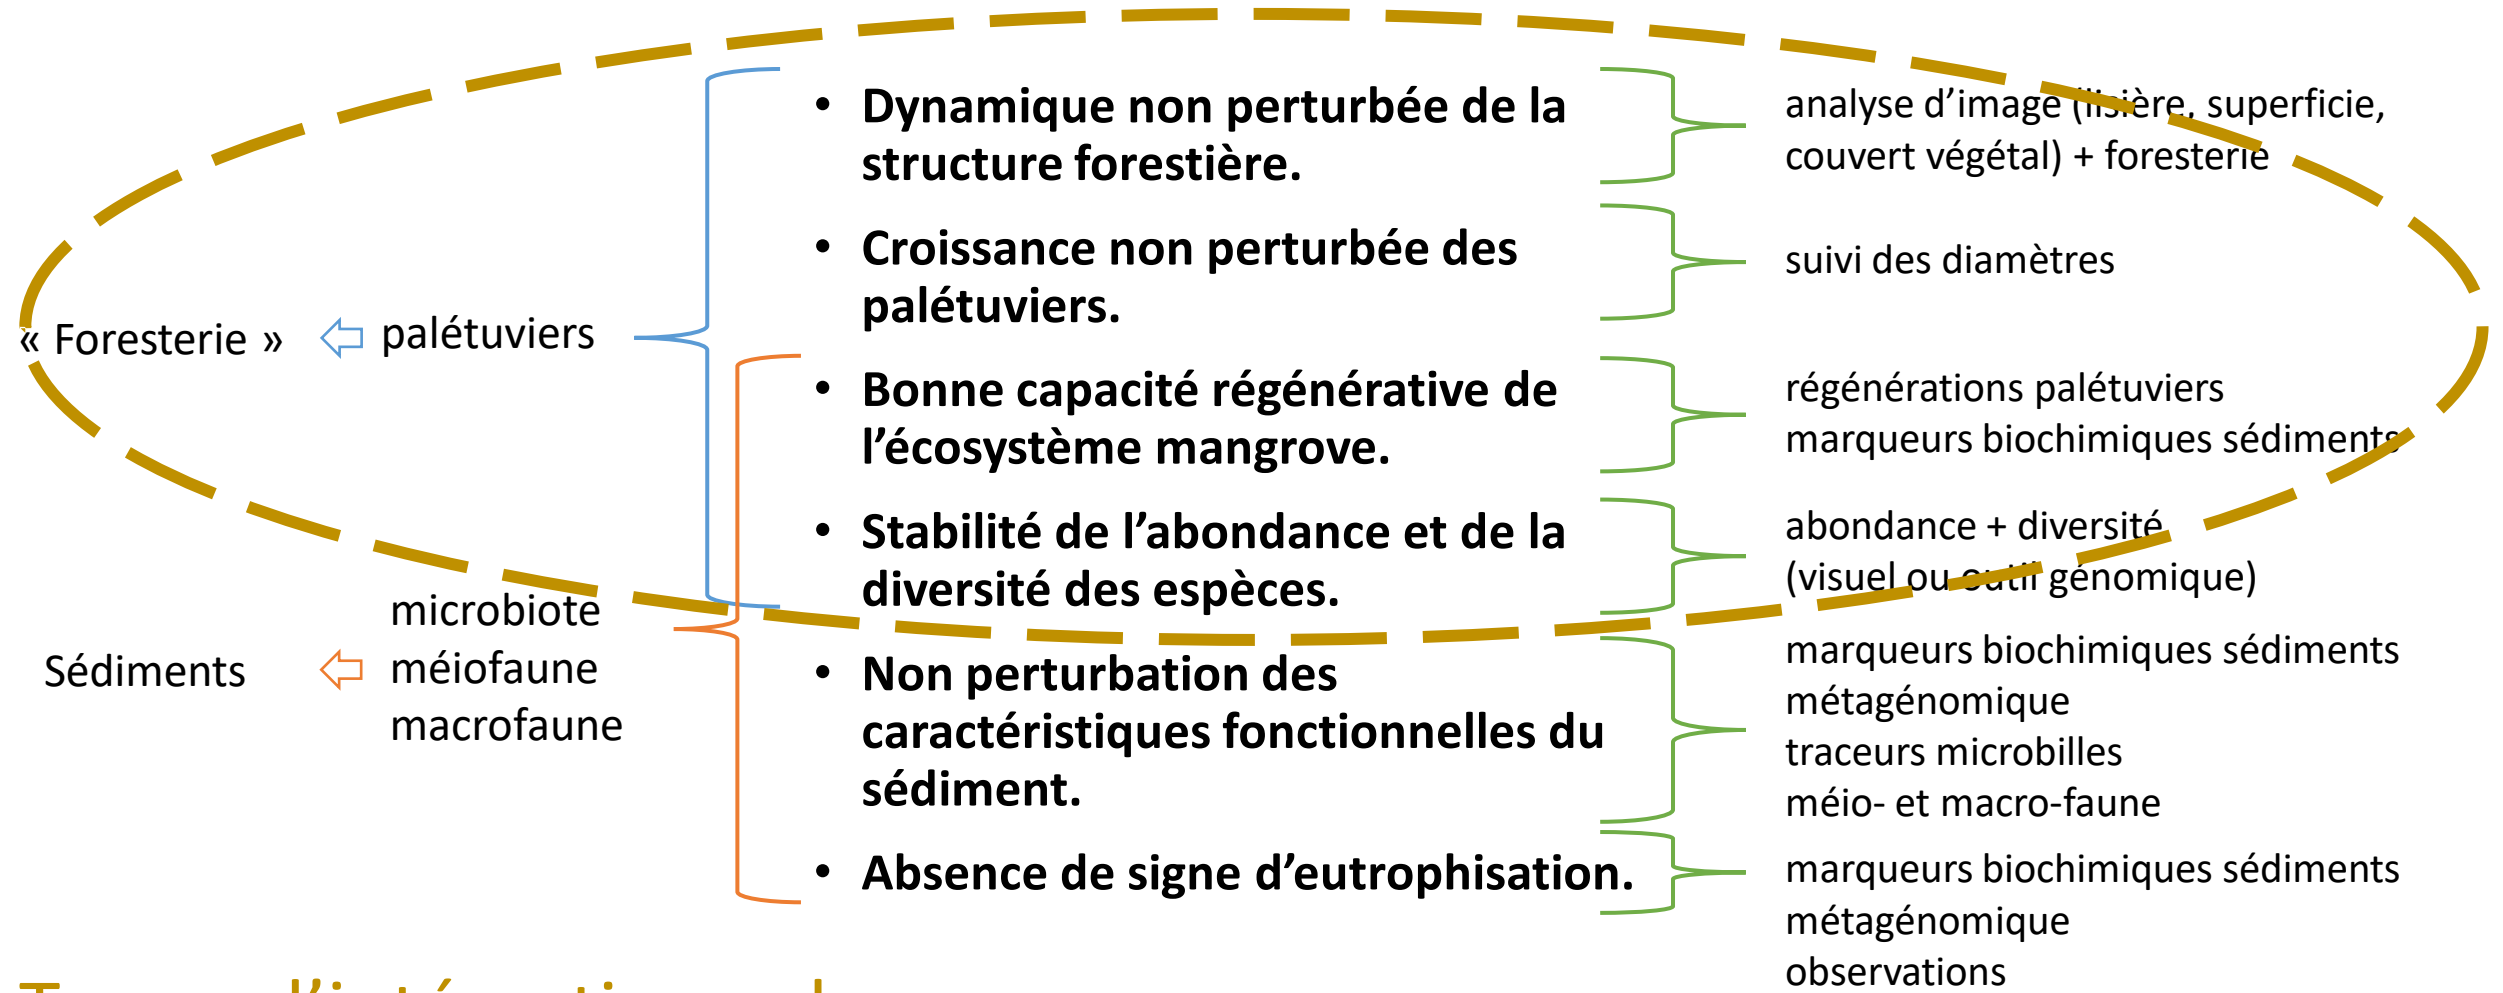 • Dynamique non perturbée de la
structure forestière.
• Croissance non perturbée des
palétuviers.
• Bonne capacité régénérative de
l’écosystème mangrove.
• Stabilité de l’abondance et de la
diversité des espèces.
• Non perturbation des
caractéristiques fonctionnelles du
sédiment.
• Absence de signe d’eutrophisation.
« Foresterie »
palétuviers
Sédiments
microbiote
méiofaune
macrofaune
analyse d’image (lisière, superficie,
couvert végétal) + foresterie
suivi des diamètres
régénérations palétuviers
marqueurs biochimiques sédiments
abondance + diversité
(visuel ou outil génomique)
marqueurs biochimiques sédiments
métagénomique
traceurs microbilles
méio- et macro-faune
marqueurs biochimiques sédiments
métagénomique
observations